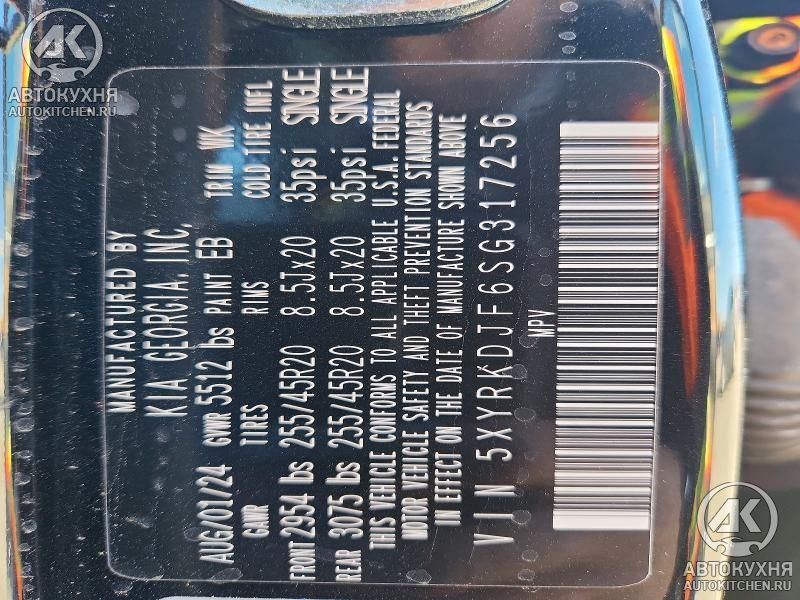 AK
АВТОКУХНЯ
AUTOKITCHEN.RU
MANUFACTURED BY
KIA GEORGIA, INC,
AUG/01/24 GVWR 5512 lbs PAINT EB TRIM WK
GAWR TIRES RIMS COLD TIRE INFL
FRONT 2954 lbs 255/45R20 8.5Jx20 35psi SINGLE
REAR 3075 lbs 255/45R20 8.5Jx20 35psi SINGLE
THIS VEHICLE CONFORMS TO ALL APPLICABLE U.S.A. FEDERAL
MOTOR VEHICLE SAFETY AND THEFT PREVENTION STANDARDS
IN EFFECT ON THE DATE OF MANUFACTURE SHOWN ABOVE
VIN 5XYRKDJF6SG317256
MPV
AK
АВТОКУХНЯ
AUTOKITCHEN.RU